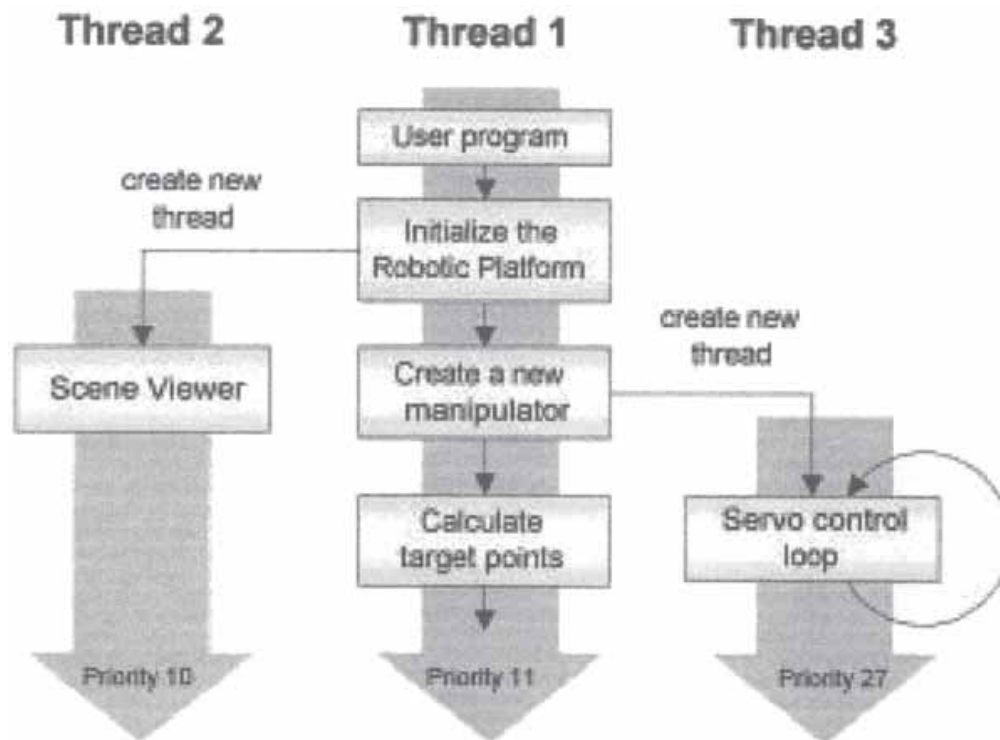 Thread 2
Thread 1
Thread 3
User program
create new
thread
Initialize the
Robotic Platform
create new
thread
Scene Viewer
Create a new
manipulator
Calculate
target points
Servo control
loop
Priority 10
Priority 11
Priority 27